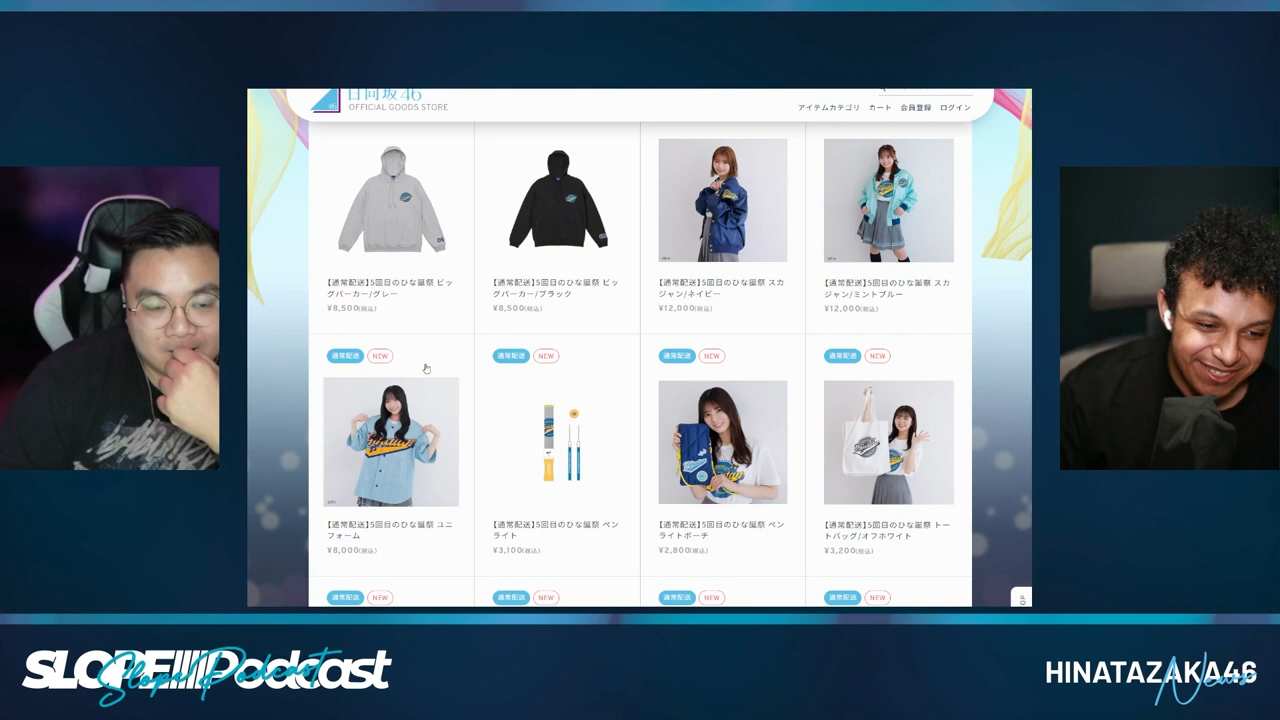 日向坂46
OFFICIAL GOODS STORE
アイテムカテゴリ カート 会員登録 ログイン
【通常配送】5回目のひな誕祭 ビッ
グパーカー/グレー
¥8,500(税込)
【通常配送】5回目のひな誕祭 ビッ
グパーカー/ブラック
¥8,500(税込)
【通常配送】5回目のひな誕祭 スカ
ジャン/ネイビー
¥12,000(税込)
【通常配送】5回目のひな誕祭 スカ
ジャン/ミントブルー
¥12,000(税込)
通常配送 NEW
通常配送 NEW
通常配送 NEW
通常配送 NEW
【通常配送】5回目のひな誕祭 ユニ
フォーム
¥8,000(税込)
【通常配送】5回目のひな誕祭 ペン
ライト
¥3,100(税込)
【通常配送】5回目のひな誕祭 ペン
ライトポーチ
¥2,800(税込)
【通常配送】5回目のひな誕祭 トー
トバッグ/オフホワイト
¥3,200(税込)
通常配送 NEW
通常配送 NEW
通常配送 NEW
通常配送 NEW
SLOPE Podcast
Slope Podcast
HINATAZAKA46
News